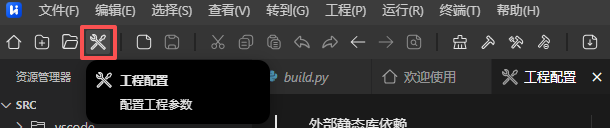 文件(F) 编辑(E) 选择(S) 查看(V) 转到(G) 工程(P) 运行(R) 终端(T) 帮助(H)
资源管理器 build.py 欢迎使用 工程配置
工程配置
配置工程参数
SRC
外部静态库依赖
.vscode